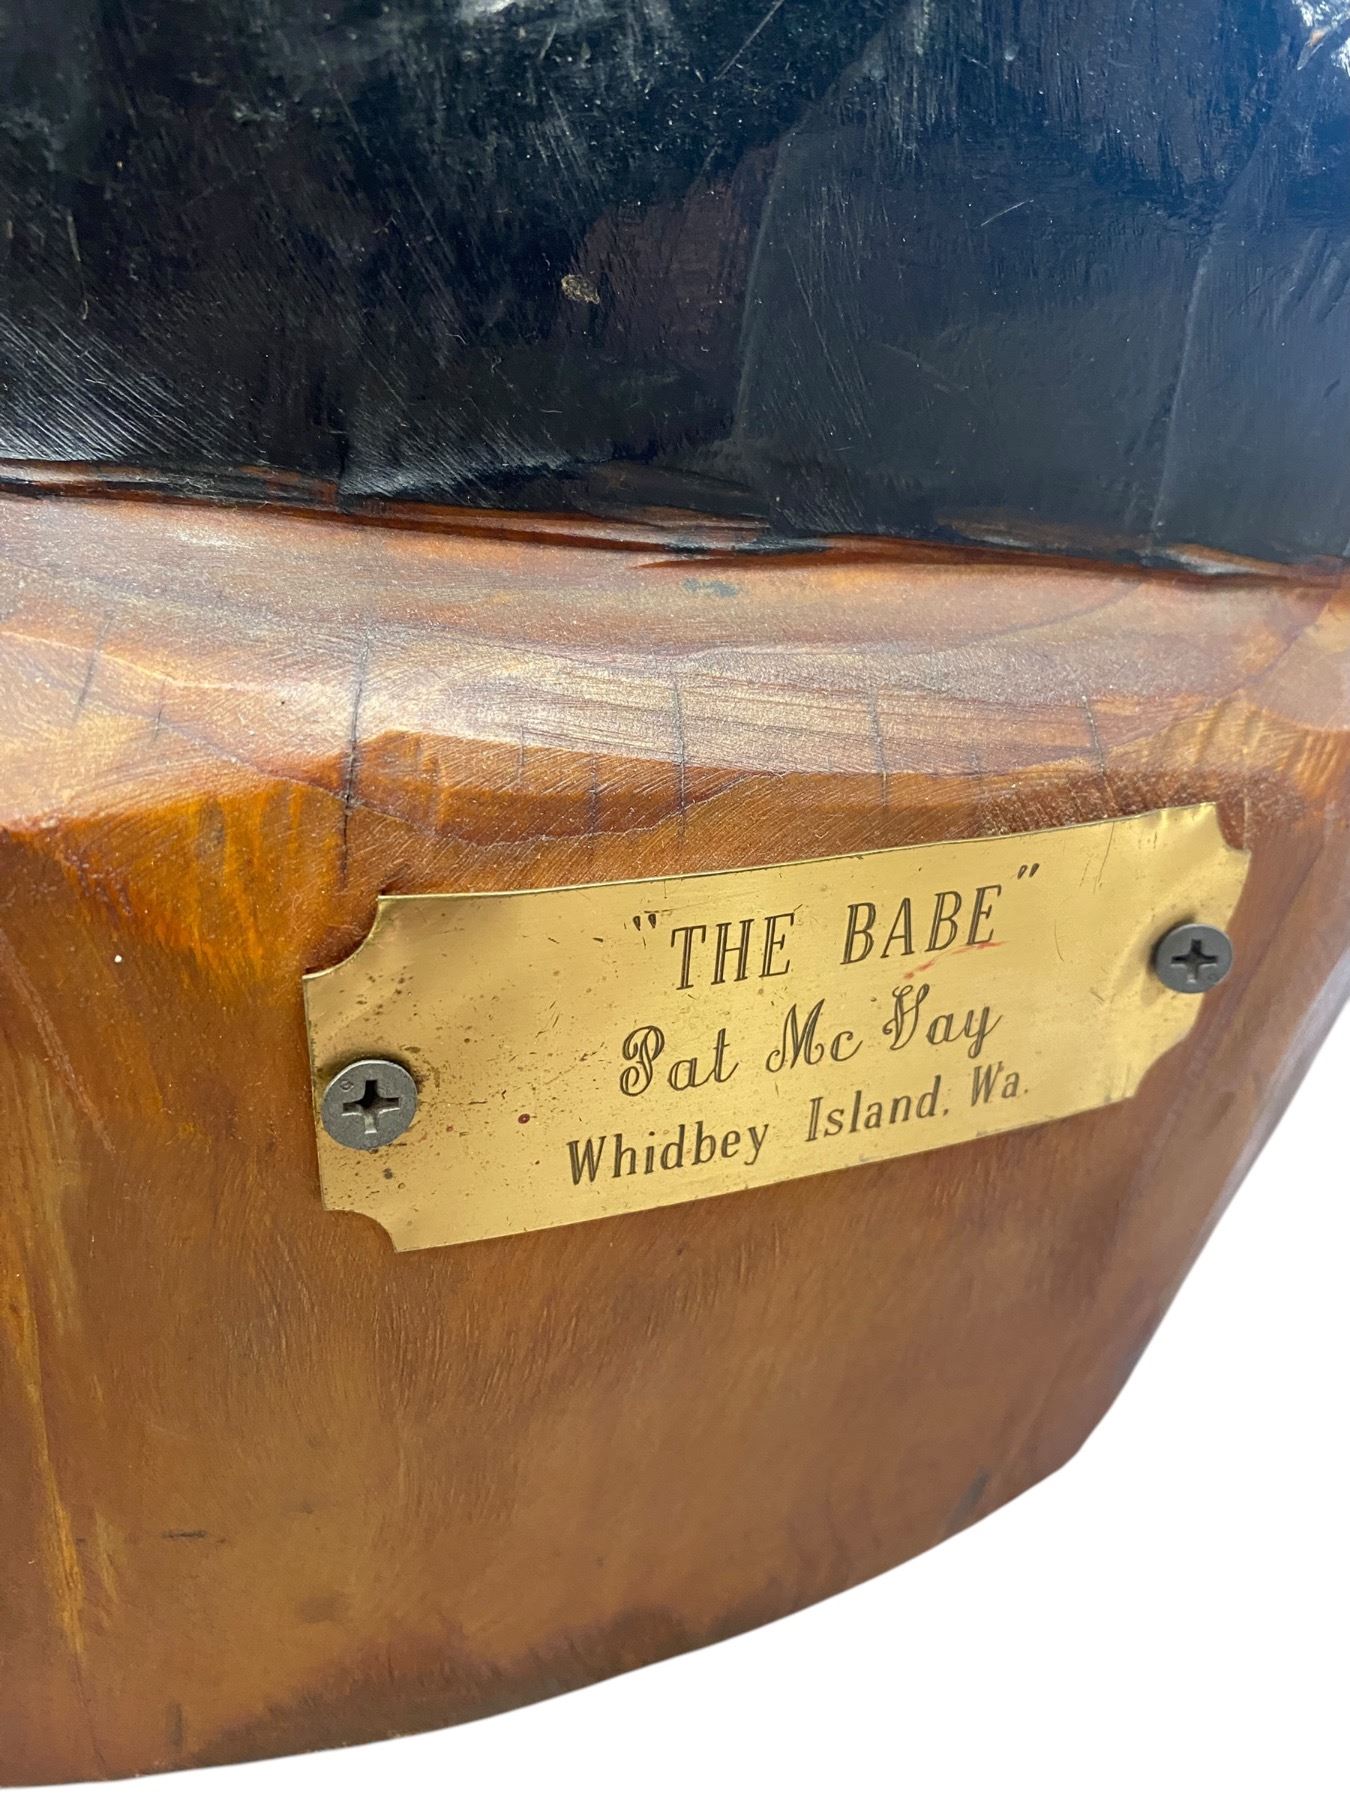 "THE BABE"
Pat Mc Vay
Whidbey Island, Wa.